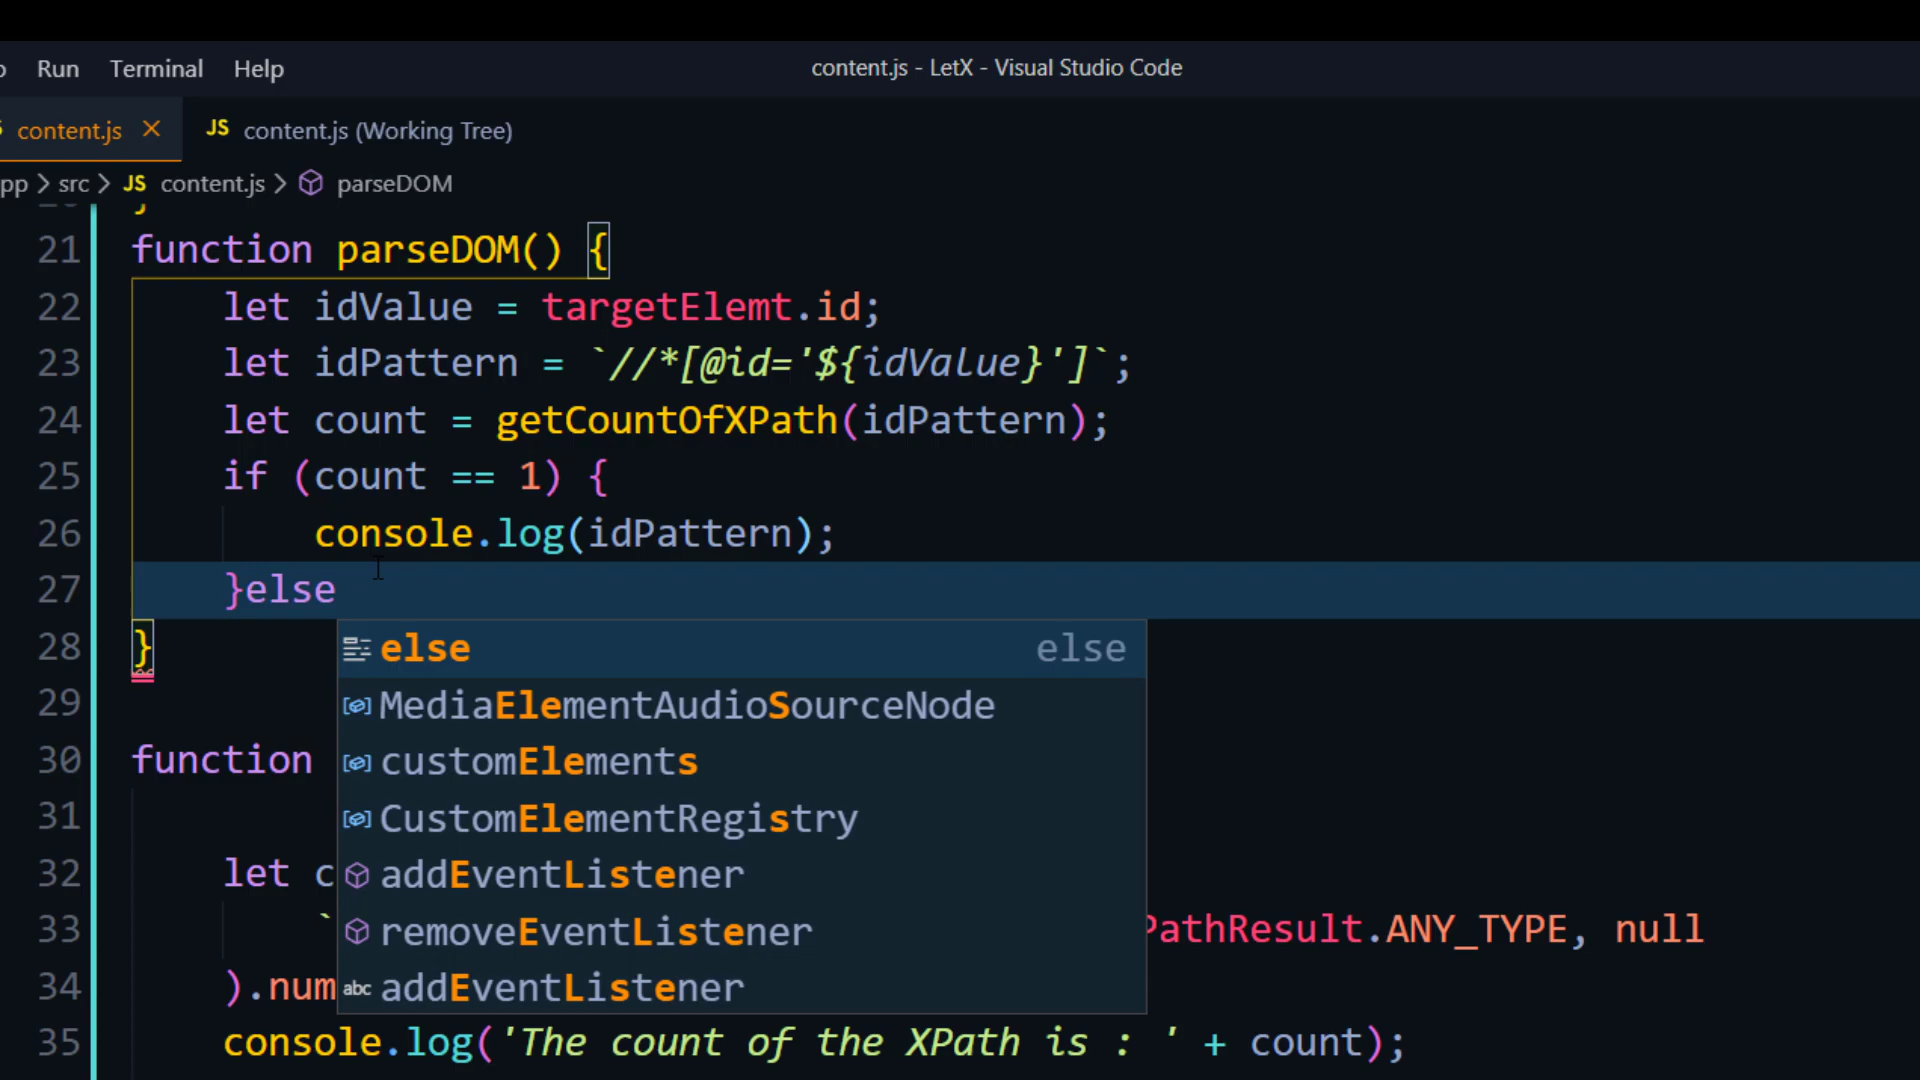 Run Terminal Help content.js - LetX - Visual Studio Code
content.js JS content.js (Working Tree)
pp src JS content.js parseDOM
21 function parseDOM() {
22 let idValue = targetElemt.id;
23 let idPattern = `//*[@id='${idValue}']`;
24 let count = getCountOfXPath(idPattern);
25 if (count == 1) {
26 console.log(idPattern);
27 }else
28 }
else else
MediaElementAudioSourceNode
29
30 function
customElements
31
CustomElementRegistry
32 let c
addEventListener
33 ` PathResult.ANY_TYPE, null
removeEventListener
34 ).num
abc addEventListener
35 console.log('The count of the XPath is : ' + count);